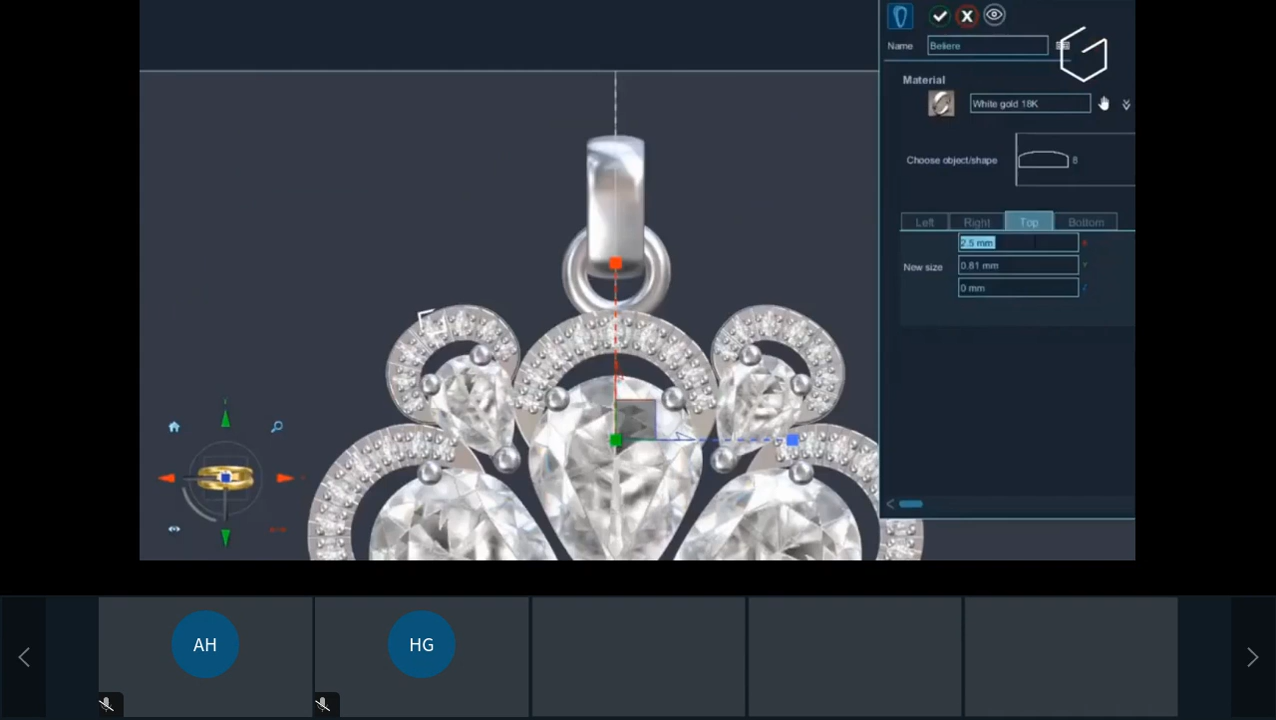 Name Beliere
Material
White gold 18K
Choose object/shape 8
Left Right Top Bottom
2.5 mm
New size 0.81 mm
0 mm
AH HG